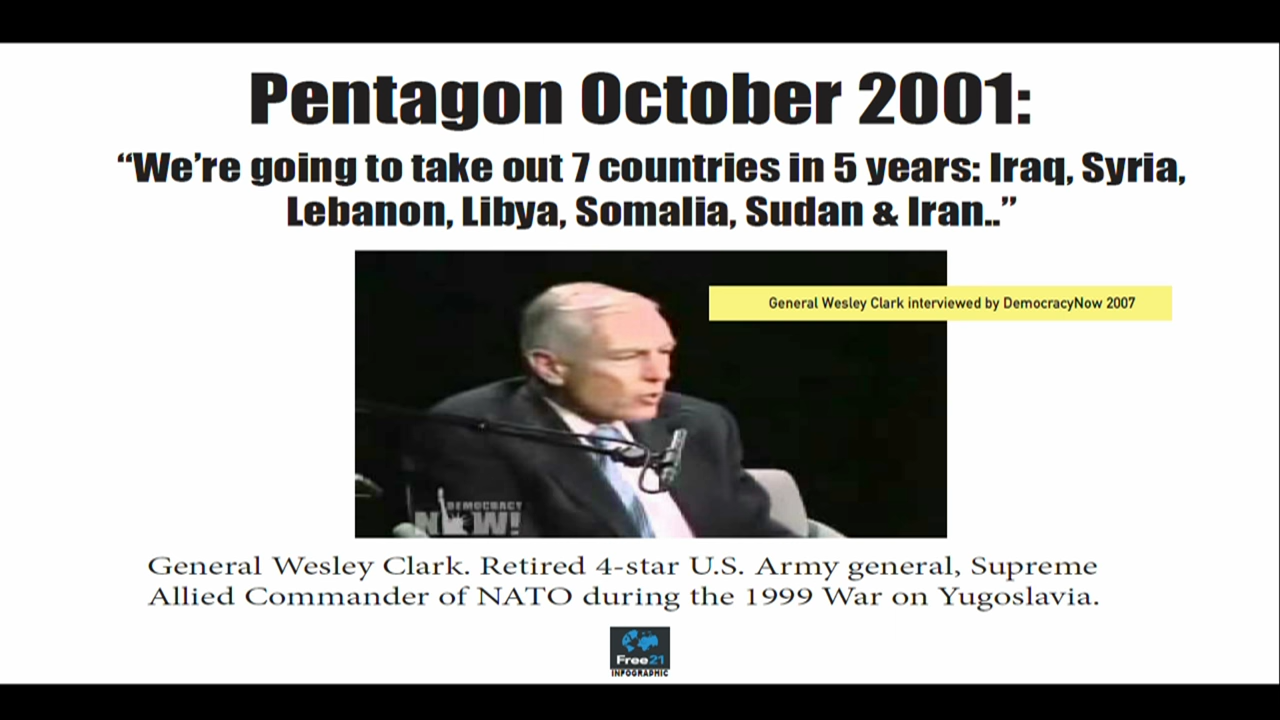 Pentagon October 2001:
“We’re going to take out 7 countries in 5 years: Iraq, Syria,
Lebanon, Libya, Somalia, Sudan & Iran..”
General Wesley Clark interviewed by DemocracyNow 2007
DEMOCRACY
NOW!
General Wesley Clark. Retired 4-star U.S. Army general, Supreme
Allied Commander of NATO during the 1999 War on Yugoslavia.
Free21
INFOGRAPHIC